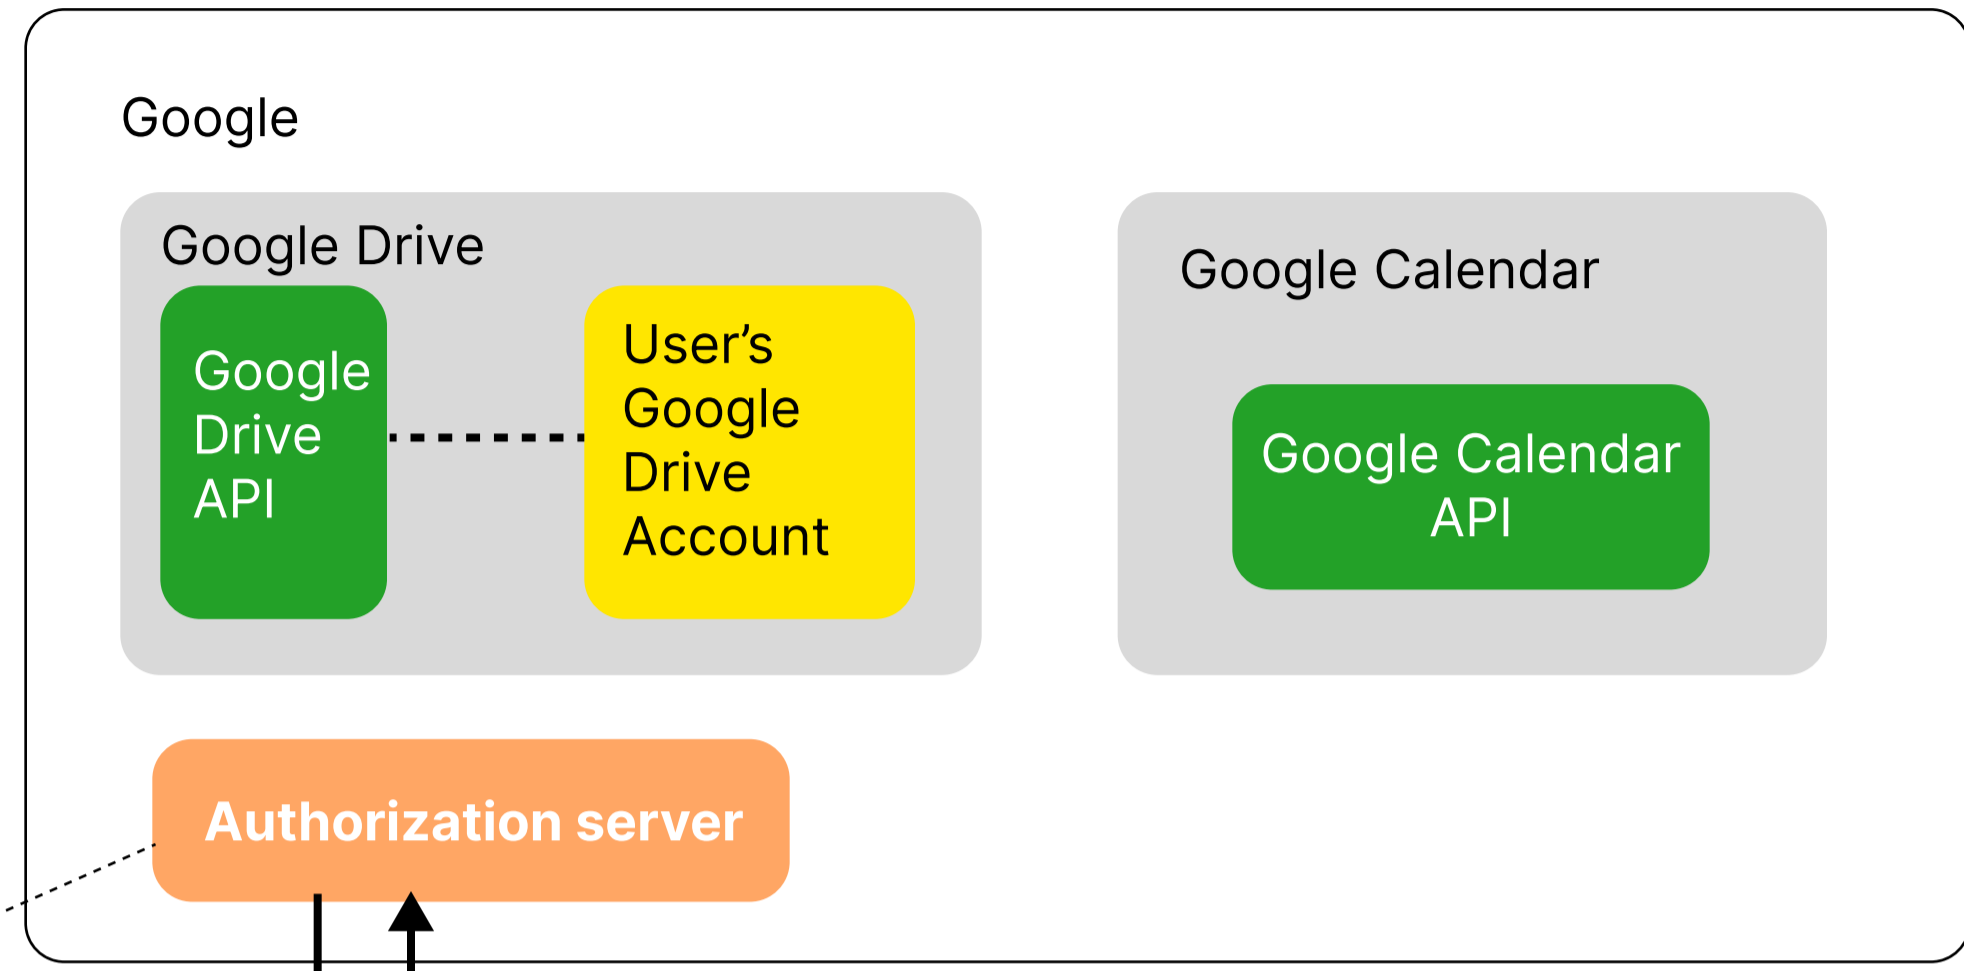 Google
Google Drive
Google
Drive
API
User’s
Google
Drive
Account
Google Calendar
Google Calendar
API
Authorization server